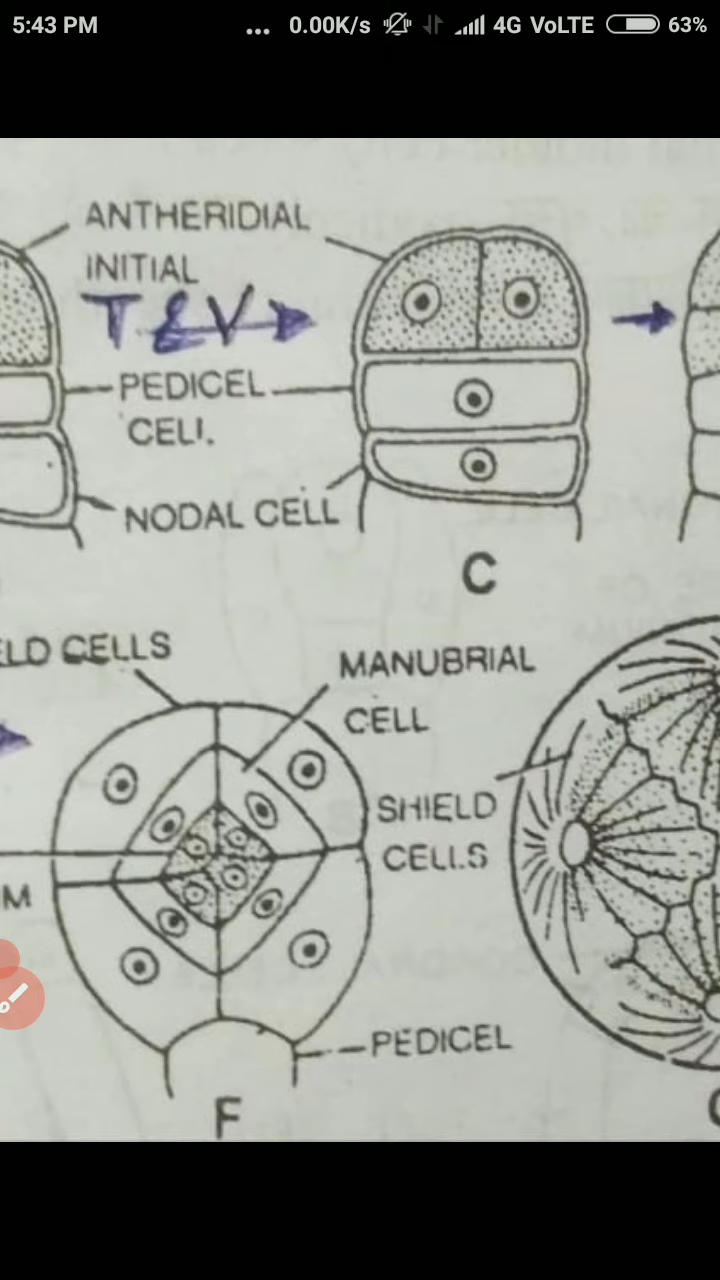 5:43 PM ... 0.00K/s 4G VoLTE 63%
ANTHERIDIAL
INITIAL
T & V
PEDICEL
CELL
NODAL CELL
C
ELD CELLS
MANUBRIAL
CELL
SHIELD
CELLS
M
PEDICEL
F